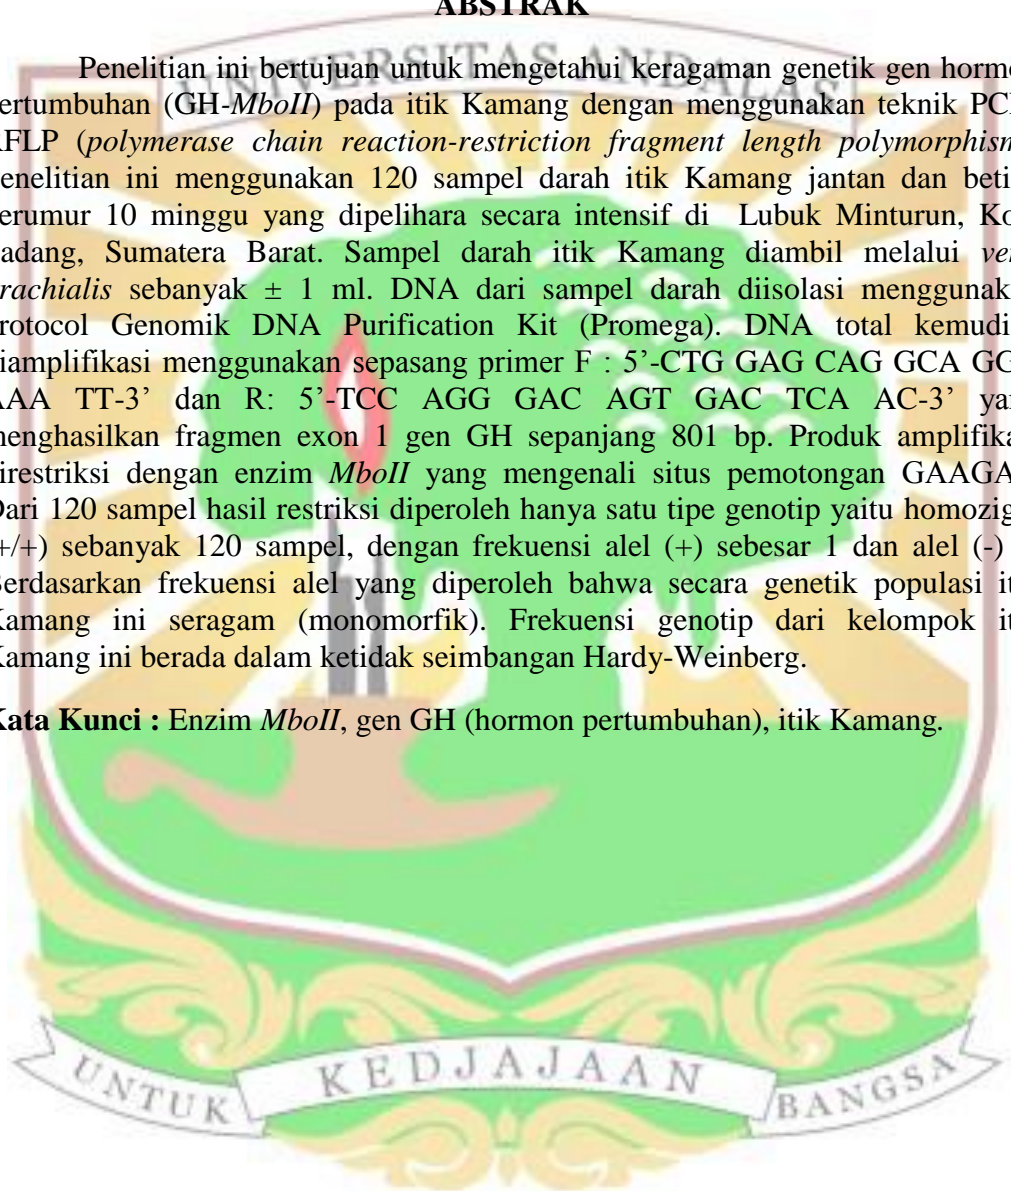 ABSTRAK
UNIVERSITAS ANDALAS
Penelitian ini bertujuan untuk mengetahui keragaman genetik gen hormo
ertumbuhan (GH-MboII) pada itik Kamang dengan menggunakan teknik PC
RFLP (polymerase chain reaction-restriction fragment length polymorphism
enelitian ini menggunakan 120 sampel darah itik Kamang jantan dan beti
erumur 10 minggu yang dipelihara secara intensif di Lubuk Minturun, Ko
adang, Sumatera Barat. Sampel darah itik Kamang diambil melalui ve
rachialis sebanyak ± 1 ml. DNA dari sampel darah diisolasi menggunak
rotocol Genomik DNA Purification Kit (Promega). DNA total kemudi
iamplifikasi menggunakan sepasang primer F : 5’-CTG GAG CAG GCA GG
AAA TT-3’ dan R: 5’-TCC AGG GAC AGT GAC TCA AC-3’ yan
menghasilkan fragmen exon 1 gen GH sepanjang 801 bp. Produk amplifika
irestriksi dengan enzim MboII yang mengenali situs pemotongan GAAGA
Dari 120 sampel hasil restriksi diperoleh hanya satu tipe genotip yaitu homozig
+/+) sebanyak 120 sampel, dengan frekuensi alel (+) sebesar 1 dan alel (-)
Berdasarkan frekuensi alel yang diperoleh bahwa secara genetik populasi it
Kamang ini seragam (monomorfik). Frekuensi genotip dari kelompok it
Kamang ini berada dalam ketidak seimbangan Hardy-Weinberg.
Kata Kunci : Enzim MboII, gen GH (hormon pertumbuhan), itik Kamang.
UNTUK KEDJAJAAN BANGSA